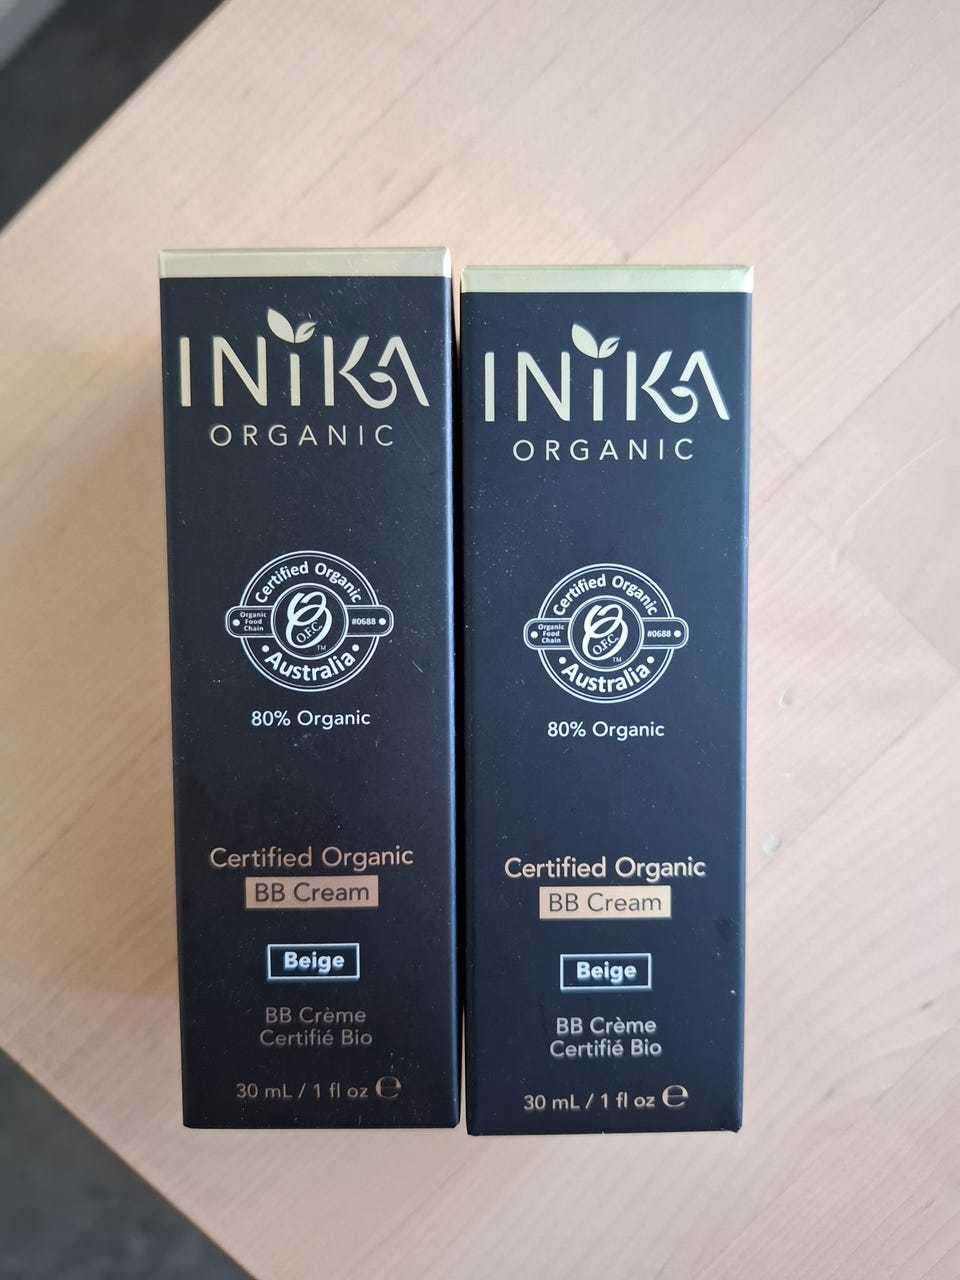 INIKA
ORGANIC
Certified Organic
Organic
Food
Chain
O.F.C.
TM
#0688
Australia
80% Organic
Certified Organic
BB Cream
Beige
BB Crème
Certifié Bio
30 mL / 1 fl oz ℮
INIKA
ORGANIC
Certified Organic
Organic
Food
Chain
O.F.C.
TM
#0688
Australia
80% Organic
Certified Organic
BB Cream
Beige
BB Crème
Certifié Bio
30 mL / 1 fl oz ℮